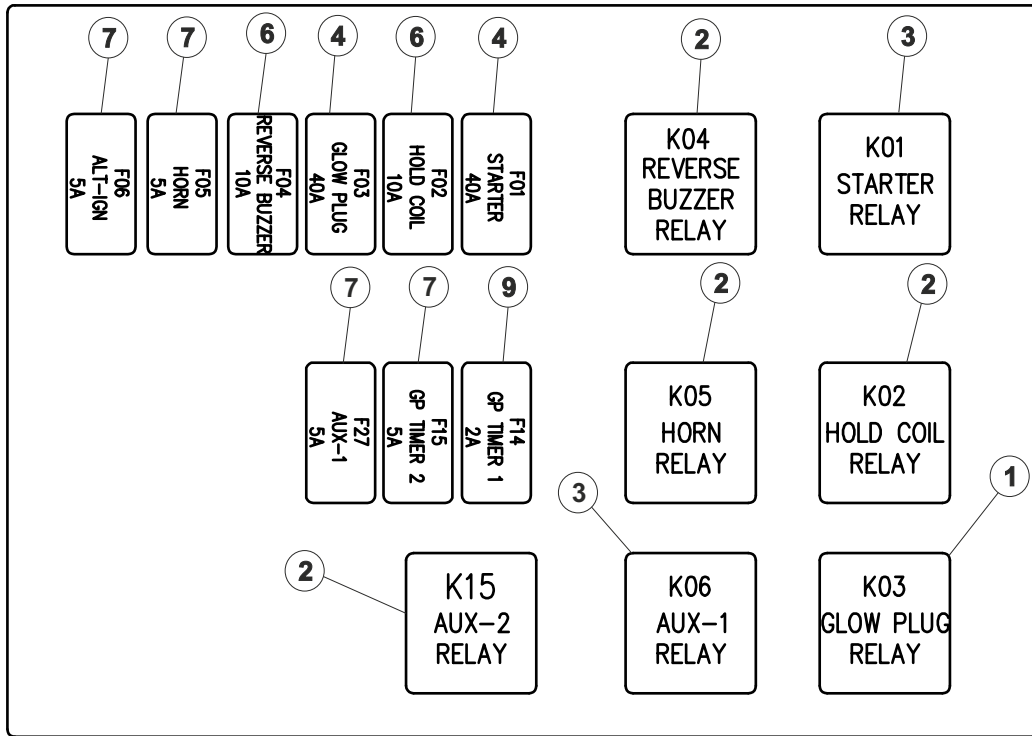 7
7
6
4
6
4
2
3
F06
ALT-IGN
5A
F05
HORN
5A
F04
REVERSE BUZZER
10A
F03
GLOW PLUG
40A
F02
HOLD COIL
10A
F01
STARTER
40A
K04
REVERSE
BUZZER
RELAY
K01
STARTER
RELAY
7
7
9
2
2
F27
AUX-1
5A
F15
GP TIMER 2
5A
F14
GP TIMER 1
2A
K05
HORN
RELAY
K02
HOLD COIL
RELAY
3
1
2
K15
AUX-2
RELAY
K06
AUX-1
RELAY
K03
GLOW PLUG
RELAY